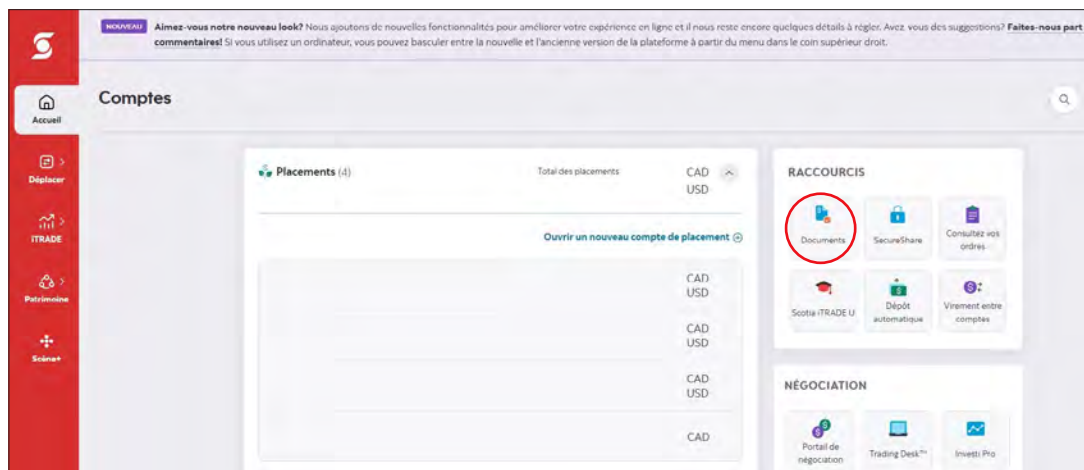 NOUVEAU Aimez-vous notre nouveau look? Nous ajoutons de nouvelles fonctionnalités pour améliorer votre expérience en ligne et il nous reste encore quelques détails à régler. Avez vous des suggestions? Faites-nous part
commentaires! Si vous utilisez un ordinateur, vous pouvez basculer entre la nouvelle et l'ancienne version de la plateforme à partir du menu dans le coin supérieur droit.
Accueil
Déplacer
iTRADE
Patrimoine
Scène+
Comptes
Placements (4) Total des placements CAD
USD
Ouvrir un nouveau compte de placement
CAD
USD
CAD
USD
CAD
USD
CAD
RACCOURCIS
Documents
SecureShare
Consultez vos
ordres
Scotia iTRADE U
Dépôt
automatique
Virement entre
comptes
NÉGOCIATION
Portail de
négociation
Trading Desk™
Investi Pro